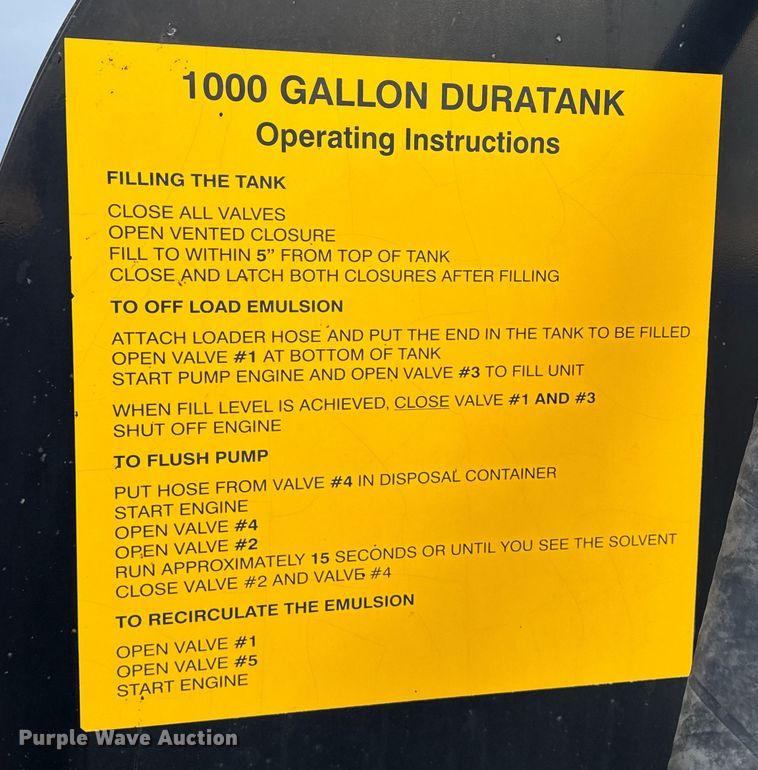 1000 GALLON DURATANK
Operating Instructions
FILLING THE TANK
CLOSE ALL VALVES
OPEN VENTED CLOSURE
FILL TO WITHIN 5” FROM TOP OF TANK
CLOSE AND LATCH BOTH CLOSURES AFTER FILLING
TO OFF LOAD EMULSION
ATTACH LOADER HOSE AND PUT THE END IN THE TANK TO BE FILLED
OPEN VALVE #1 AT BOTTOM OF TANK
START PUMP ENGINE AND OPEN VALVE #3 TO FILL UNIT
WHEN FILL LEVEL IS ACHIEVED, CLOSE VALVE #1 AND #3
SHUT OFF ENGINE
TO FLUSH PUMP
PUT HOSE FROM VALVE #4 IN DISPOSAL CONTAINER
START ENGINE
OPEN VALVE #4
OPEN VALVE #2
RUN APPROXIMATELY 15 SECONDS OR UNTIL YOU SEE THE SOLVENT
CLOSE VALVE #2 AND VALVE #4
TO RECIRCULATE THE EMULSION
OPEN VALVE #1
OPEN VALVE #5
START ENGINE
Purple Wave Auction